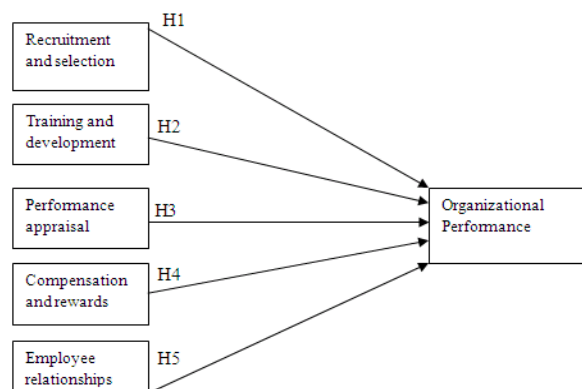 H1
Recruitment
and selection
H2
Training and
development
H3
Performance
appraisal
Organizational
Performance
H4
Compensation
and rewards
H5
Employee
relationships